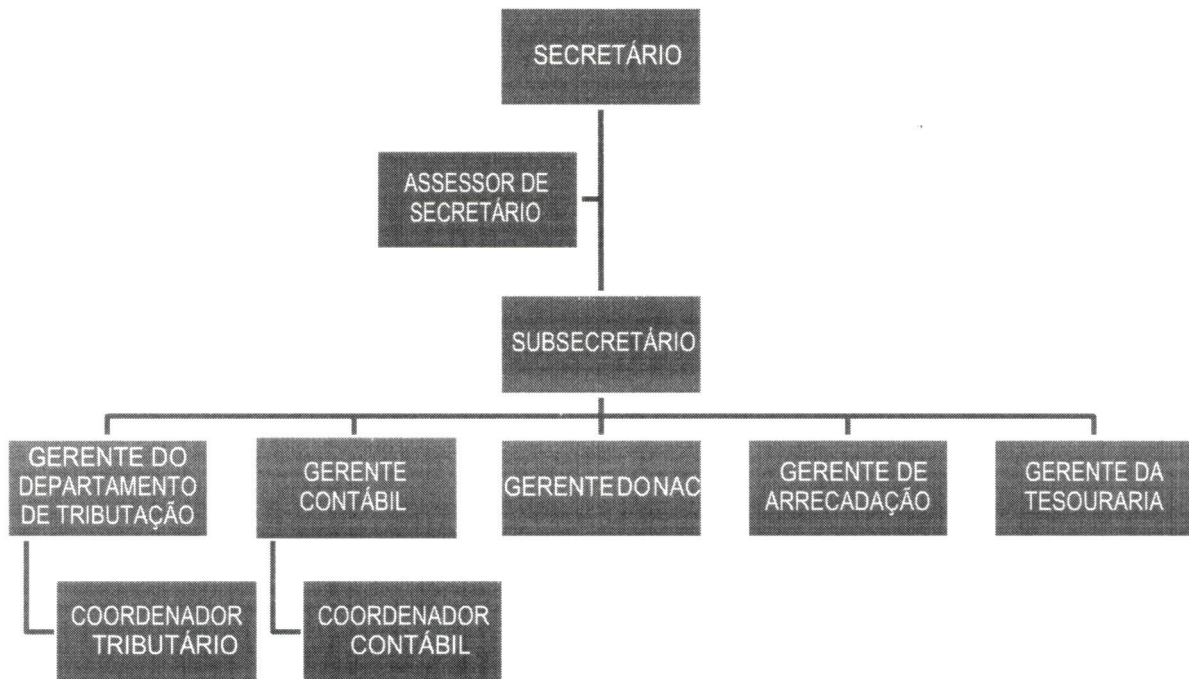 SECRETÁRIO
ASSESSOR DE
SECRETÁRIO
SUBSECRETÁRIO
GERENTE DO
DEPARTAMENTO
DE TRIBUTAÇÃO
GERENTE
CONTÁBIL
GERENTE DO NAC
GERENTE DE
ARRECADAÇÃO
GERENTE DA
TESOURARIA
COORDENADOR
TRIBUTÁRIO
COORDENADOR
CONTÁBIL